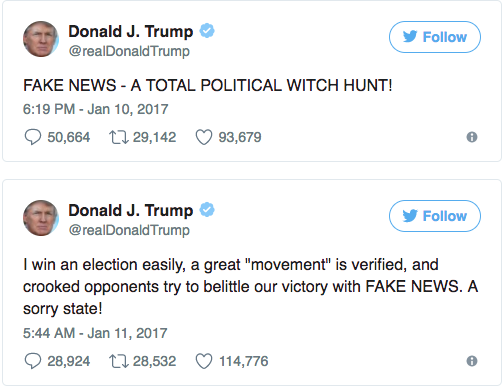 Donald J. Trump
Follow
@realDonaldTrump
FAKE NEWS - A TOTAL POLITICAL WITCH HUNT!
6:19 PM - Jan 10, 2017
50,664 29,142 93,679
Donald J. Trump
Follow
@realDonaldTrump
I win an election easily, a great "movement" is verified, and
crooked opponents try to belittle our victory with FAKE NEWS. A
sorry state!
5:44 AM - Jan 11, 2017
28,924 28,532 114,776